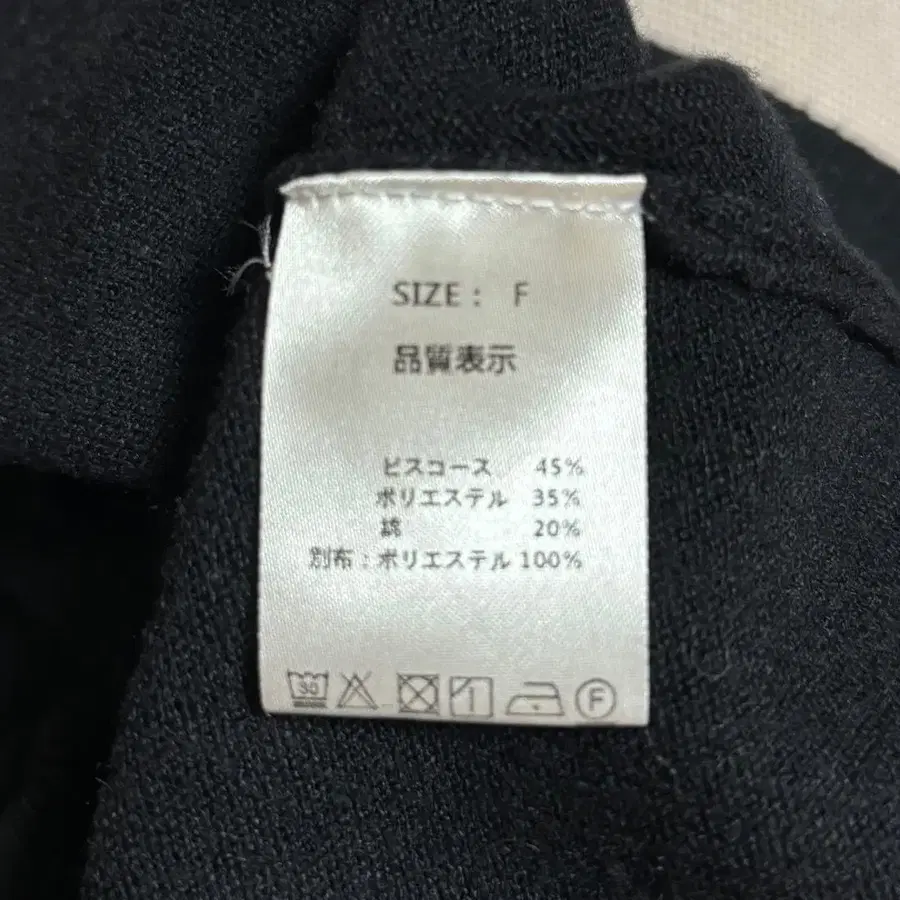 SIZE： F
品質表示
ビスコース 45%
ポリエステル 35%
綿 20%
別布：ポリエステル 100%
30 F